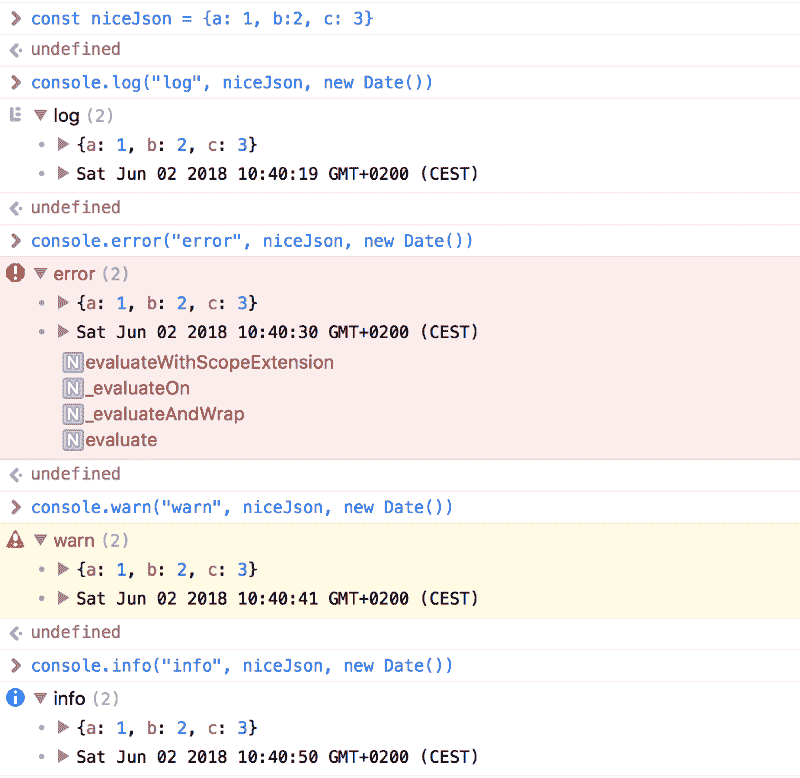 const niceJson = {a: 1, b:2, c: 3}
undefined
console.log("log", niceJson, new Date())
log (2)
{a: 1, b: 2, c: 3}
Sat Jun 02 2018 10:40:19 GMT+0200 (CEST)
undefined
console.error("error", niceJson, new Date())
error (2)
{a: 1, b: 2, c: 3}
Sat Jun 02 2018 10:40:30 GMT+0200 (CEST)
N evaluateWithScopeExtension
N _evaluateOn
N _evaluateAndWrap
N evaluate
undefined
console.warn("warn", niceJson, new Date())
warn (2)
{a: 1, b: 2, c: 3}
Sat Jun 02 2018 10:40:41 GMT+0200 (CEST)
undefined
console.info("info", niceJson, new Date())
info (2)
{a: 1, b: 2, c: 3}
Sat Jun 02 2018 10:40:50 GMT+0200 (CEST)